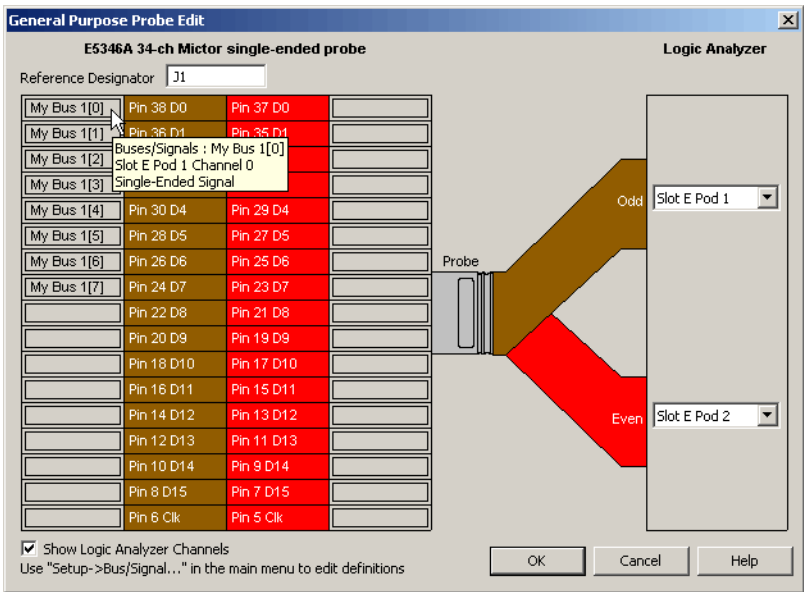 General Purpose Probe Edit
E5346A 34-ch Mictor single-ended probe
Logic Analyzer
Reference Designator J1
My Bus 1[0] Pin 38 D0 Pin 37 D0
My Bus 1[1] Pin 36 D1 Pin 35 D1
Buses/Signals : My Bus 1[0]
Slot E Pod 1 Channel 0
Single-Ended Signal
My Bus 1[2]
My Bus 1[3]
My Bus 1[4] Pin 30 D4 Pin 29 D4
My Bus 1[5] Pin 28 D5 Pin 27 D5
My Bus 1[6] Pin 26 D6 Pin 25 D6
My Bus 1[7] Pin 24 D7 Pin 23 D7
Pin 22 D8 Pin 21 D8
Pin 20 D9 Pin 19 D9
Pin 18 D10 Pin 17 D10
Pin 16 D11 Pin 15 D11
Pin 14 D12 Pin 13 D12
Pin 12 D13 Pin 11 D13
Pin 10 D14 Pin 9 D14
Pin 8 D15 Pin 7 D15
Pin 6 Clk Pin 5 Clk
Probe
Odd Slot E Pod 1
Even Slot E Pod 2
Show Logic Analyzer Channels
Use "Setup->Bus/Signal..." in the main menu to edit definitions
OK Cancel Help